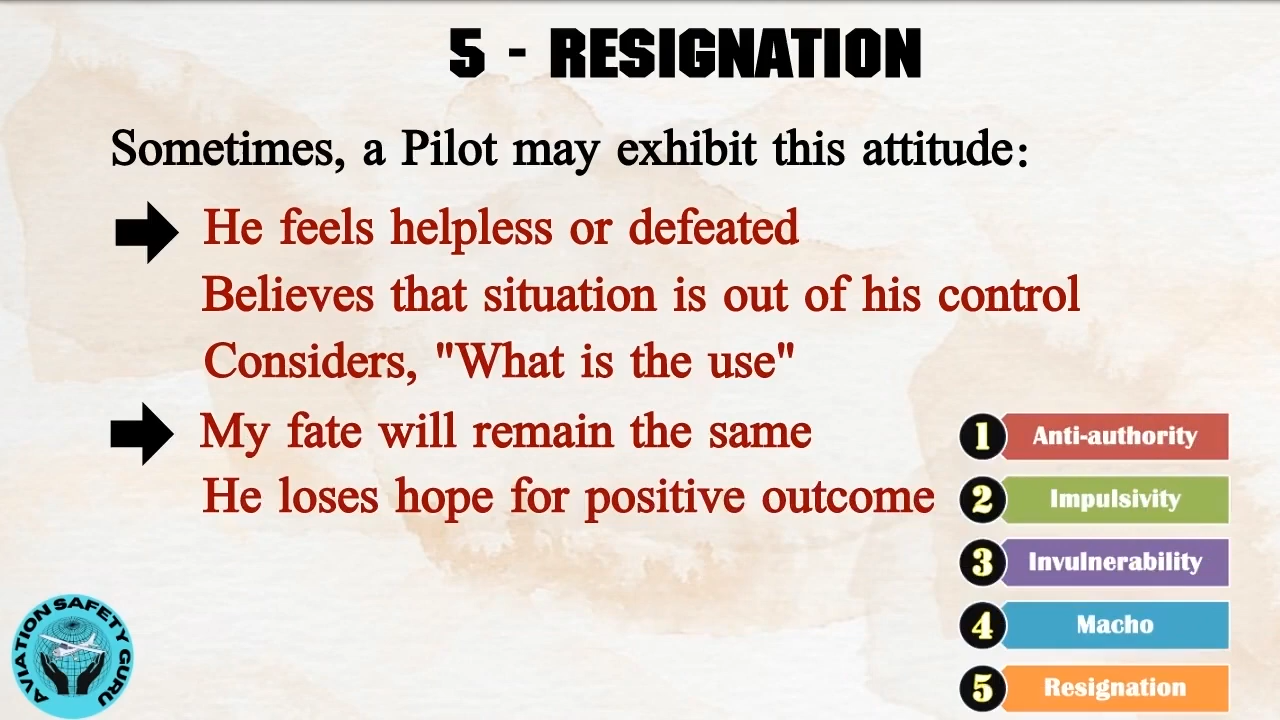 5 - RESIGNATION
Sometimes, a Pilot may exhibit this attitude:
He feels helpless or defeated
Believes that situation is out of his control
Considers, "What is the use"
My fate will remain the same
He loses hope for positive outcome
1 Anti-authority
2 Impulsivity
3 Invulnerability
4 Macho
5 Resignation
AVIATION SAFETY GURU